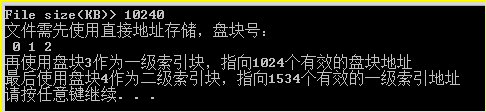 File size(KB)>> 10240
文件需先使用直接地址存储，盘块号：
0 1 2
再使用盘块3作为一级索引块，指向1024个有效的盘块地址
最后使用盘块4作为二级索引块，指向1534个有效的一级索引地址
请按任意键继续. . .